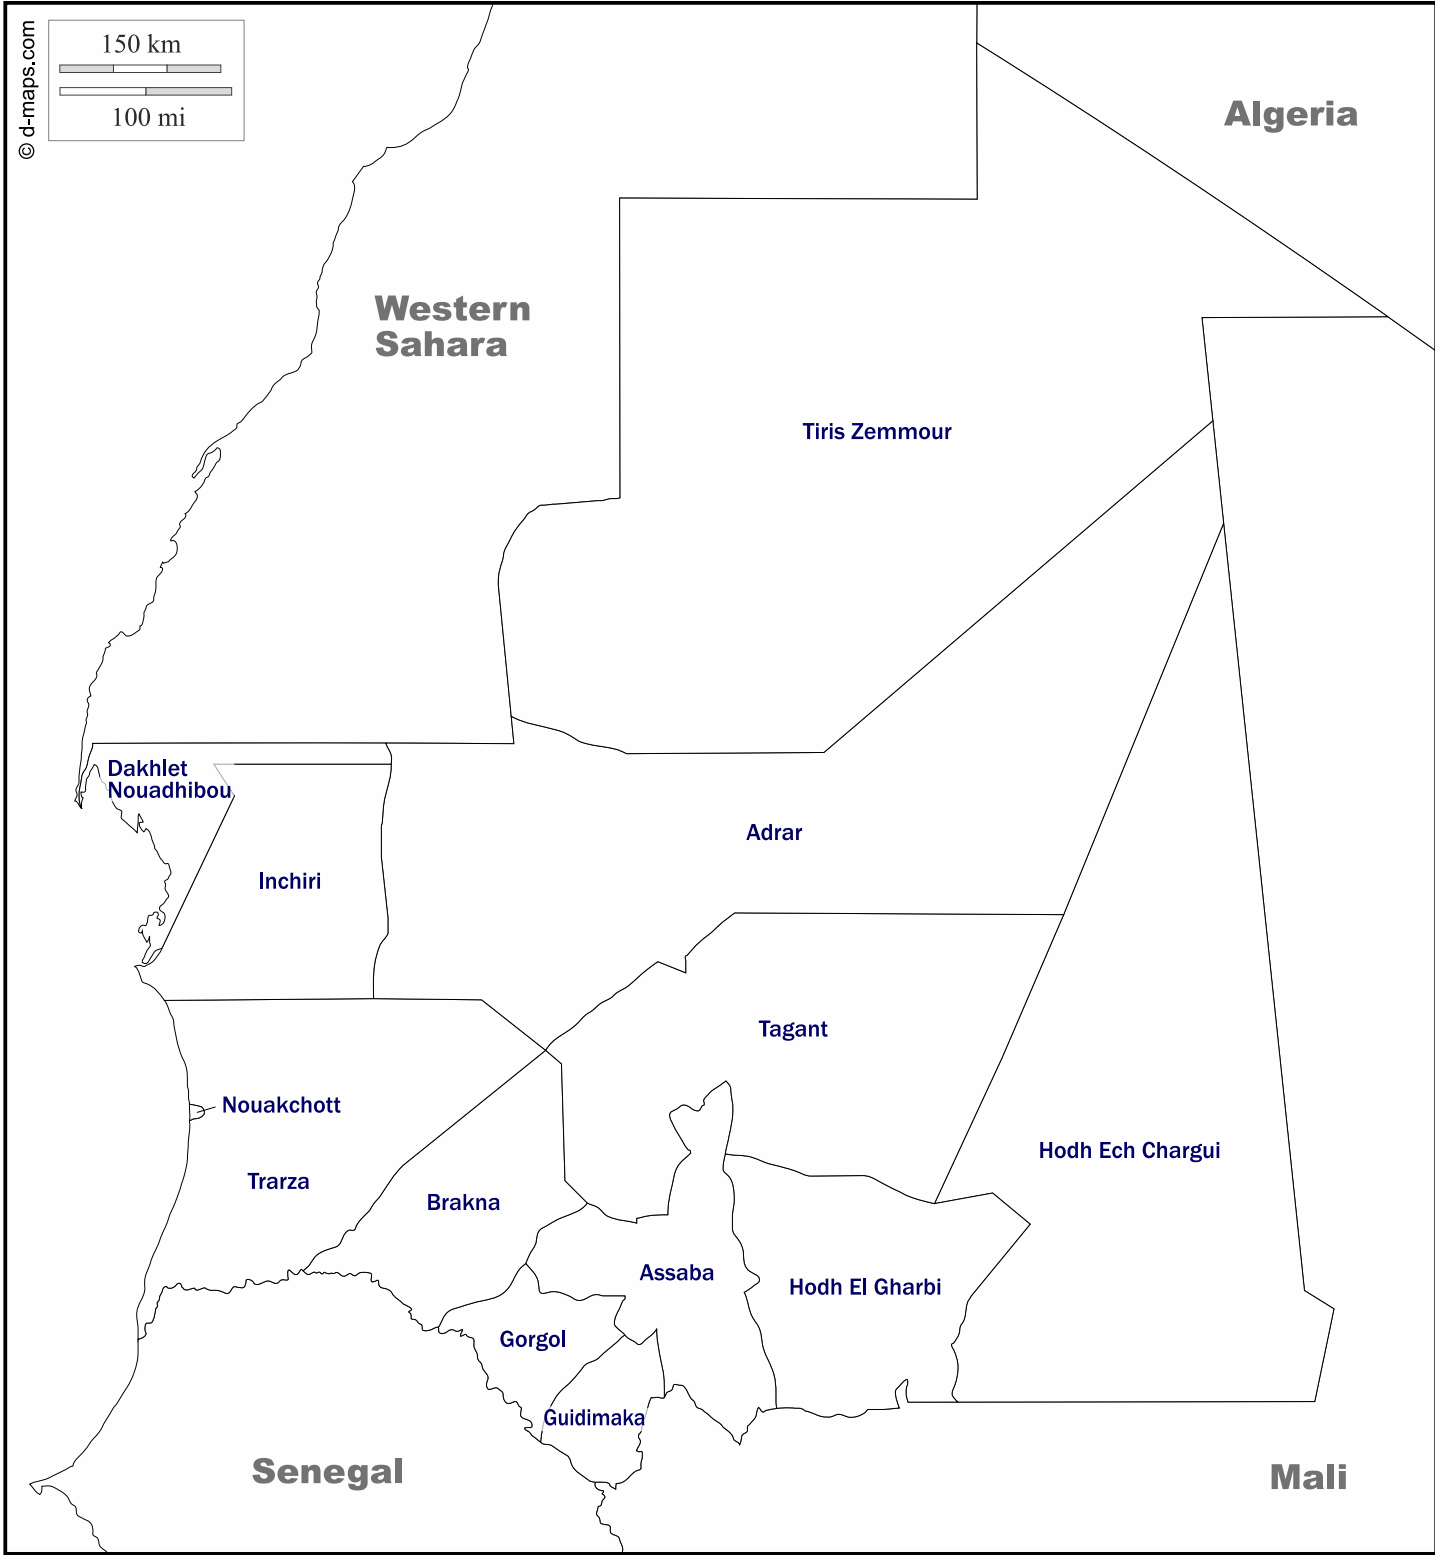 © d-maps.com
150 km
100 mi
Algeria
Western
Sahara
Tiris Zemmour
Dakhlet
Nouadhibou
Adrar
Inchiri
Tagant
Nouakchott
Hodh Ech Chargui
Trarza
Brakna
Assaba
Hodh El Gharbi
Gorgol
Guidimaka
Senegal
Mali